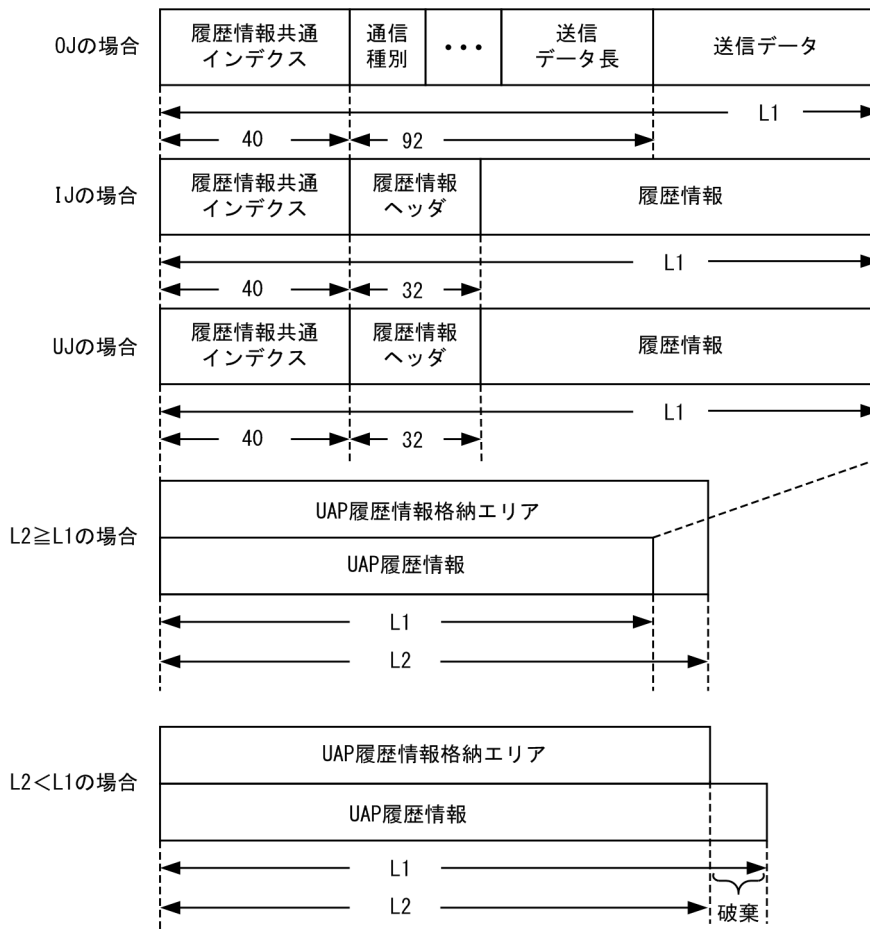 OJの場合
履歴情報共通
インデクス
通信
種別
•••
送信
データ長
送信データ
L1
40
92
IJの場合
履歴情報共通
インデクス
履歴情報
ヘッダ
履歴情報
L1
40
32
UJの場合
履歴情報共通
インデクス
履歴情報
ヘッダ
履歴情報
L1
40
32
L2≧L1の場合
UAP履歴情報格納エリア
UAP履歴情報
L1
L2
L2<L1の場合
UAP履歴情報格納エリア
UAP履歴情報
L1
L2
破棄